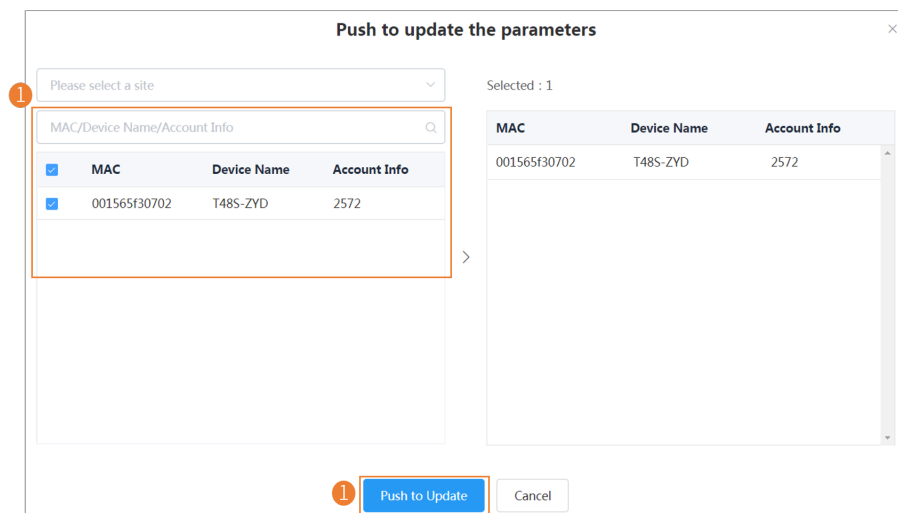 Push to update the parameters
Please select a site
Selected : 1
1
MAC/Device Name/Account Info
MAC Device Name Account Info
MAC Device Name Account Info
001565f30702 T48S-ZYD 2572
001565f30702 T48S-ZYD 2572
1
Push to Update
Cancel